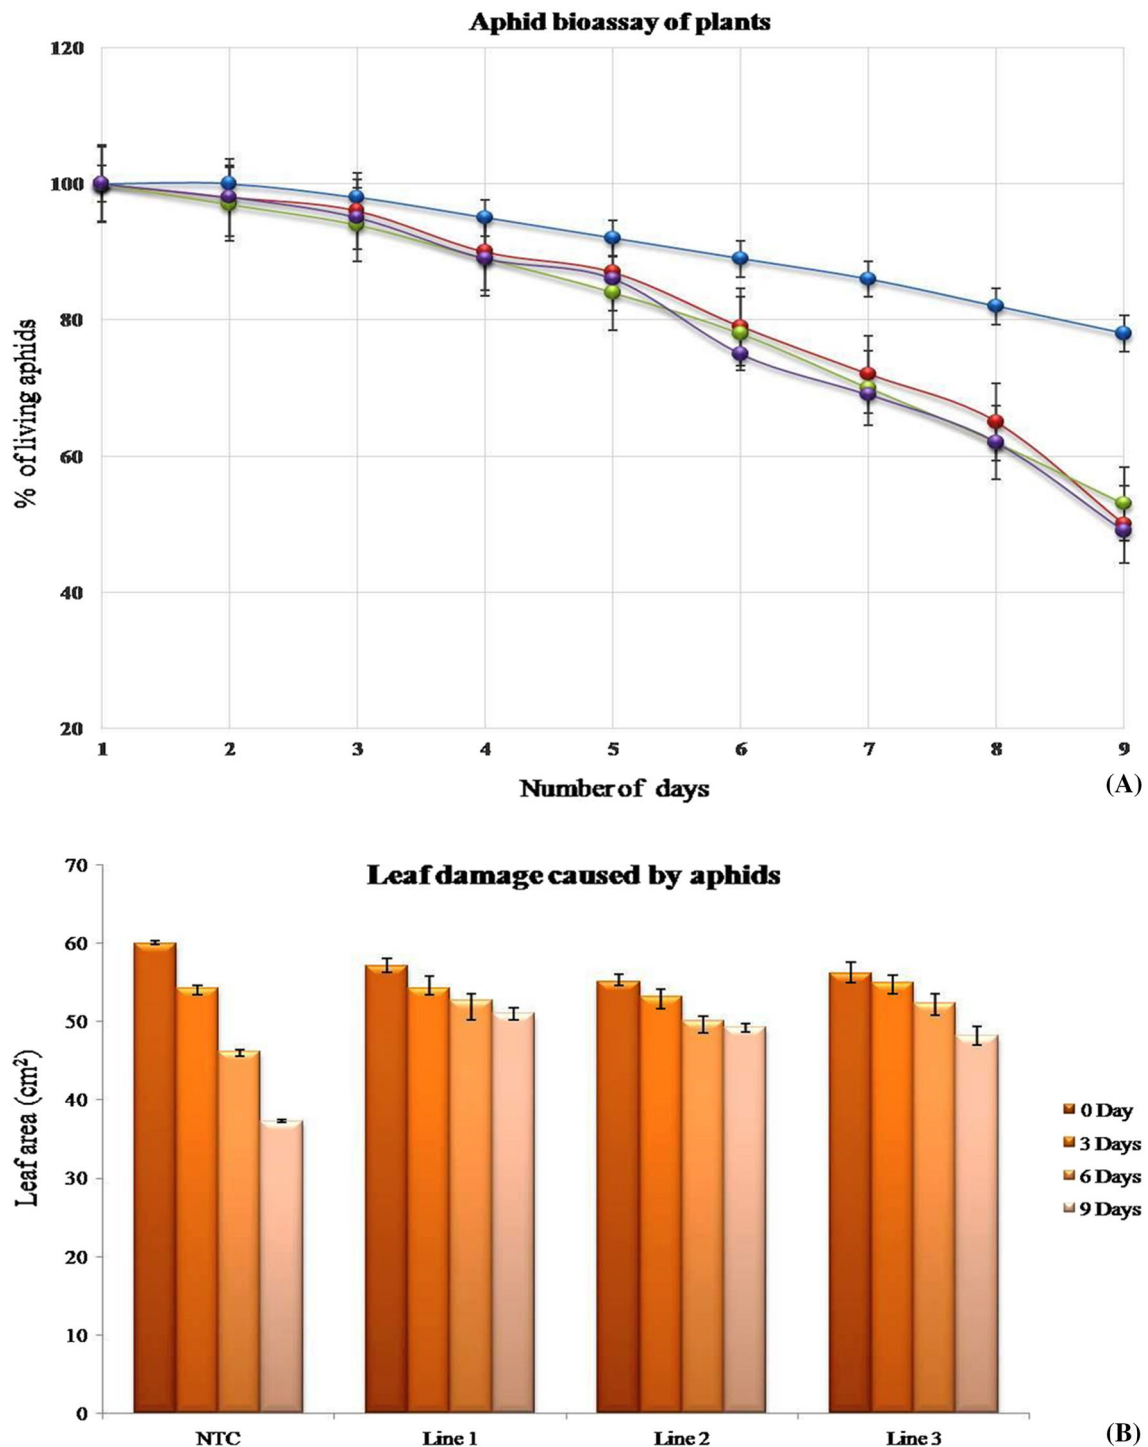 Aphid bioassay of plants
120
100
80
60
40
20
% of living aphids
1 2 3 4 5 6 7 8 9
Number of days
(A)
Leaf damage caused by aphids
70
60
50
40
30
20
10
0
Leaf area (cm²)
0 Day
3 Days
6 Days
9 Days
NTC Line 1 Line 2 Line 3
(B)